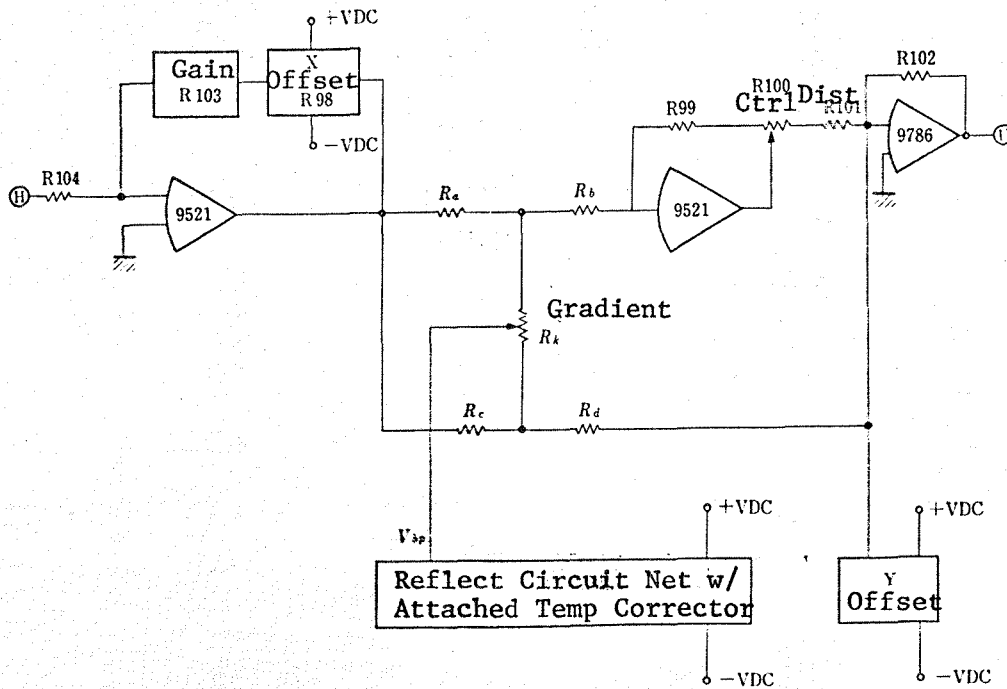 +VDC
Gain
R 103
X
Offset
R 98
−VDC
Ⓗ
R104
9521
R99
R100
Ctrl Dist
R101
R102
9786
Ra
Rb
9521
Gradient
Rk
Rc
Rd
Vbp
+VDC
Reflect Circuit Net w/
Attached Temp Corrector
−VDC
+VDC
Y
Offset
−VDC